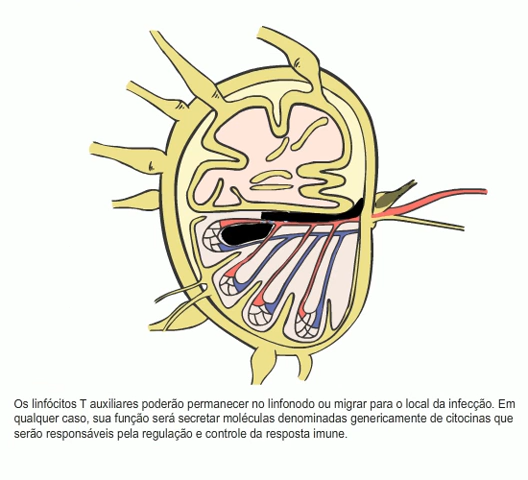 Os linfócitos T auxiliares poderão permanecer no linfonodo ou migrar para o local da infecção. Em
qualquer caso, sua função será secretar moléculas denominadas genericamente de citocinas que
serão responsáveis pela regulação e controle da resposta imune.